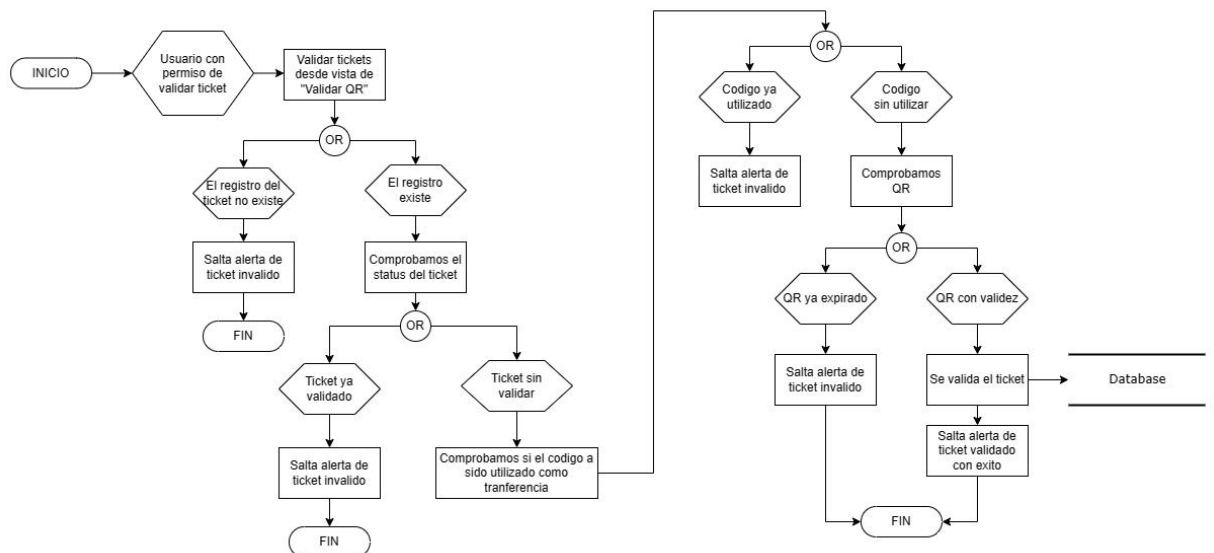 INICIO
Usuario con
permiso de
validar ticket
Validar tickets
desde vista de
"Validar QR"
OR
El registro del
ticket no existe
El registro
existe
Salta alerta de
ticket invalido
Comprobamos el
status del ticket
FIN
OR
Ticket ya
validado
Ticket sin
validar
Salta alerta de
ticket invalido
Comprobamos si el codigo a
sido utilizado como
tranferencia
FIN
OR
Codigo ya
utilizado
Codigo
sin utilizar
Salta alerta de
ticket invalido
Comprobamos
QR
OR
QR ya expirado
QR con validez
Salta alerta de
ticket invalido
Se valida el ticket
Database
Salta alerta de
ticket validado
con exito
FIN